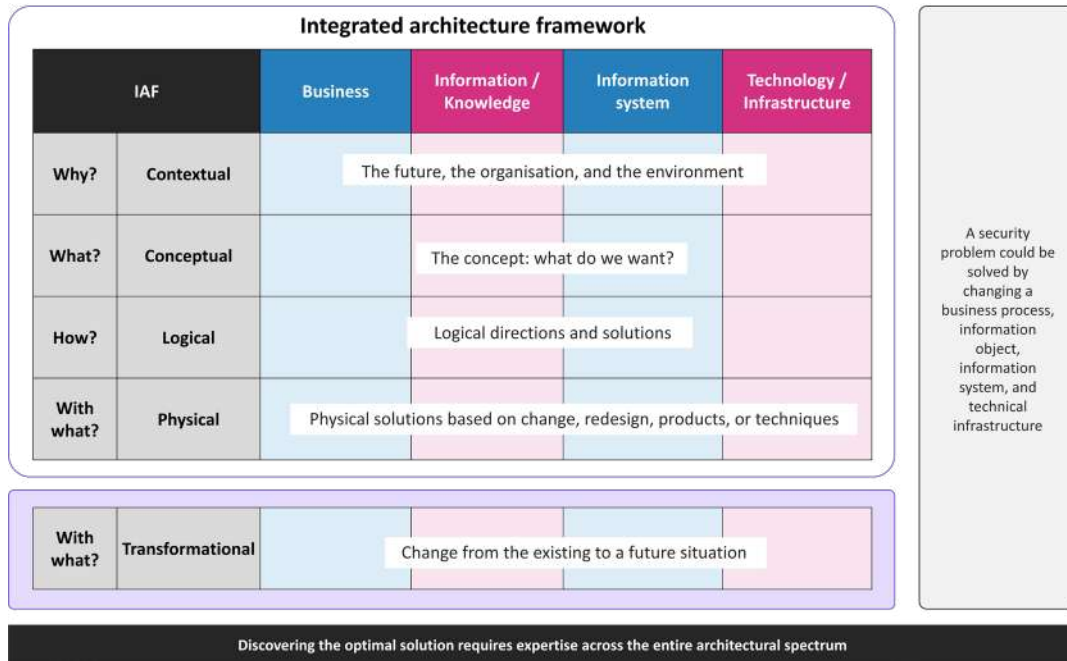 Integrated architecture framework
IAF
Business
Information /
Knowledge
Information
system
Technology /
Infrastructure
Why?
Contextual
The future, the organisation, and the environment
What?
Conceptual
The concept: what do we want?
How?
Logical
Logical directions and solutions
With
what?
Physical
Physical solutions based on change, redesign, products, or techniques
With
what?
Transformational
Change from the existing to a future situation
A security
problem could be
solved by
changing a
business process,
information
object,
information
system, and
technical
infrastructure
Discovering the optimal solution requires expertise across the entire architectural spectrum